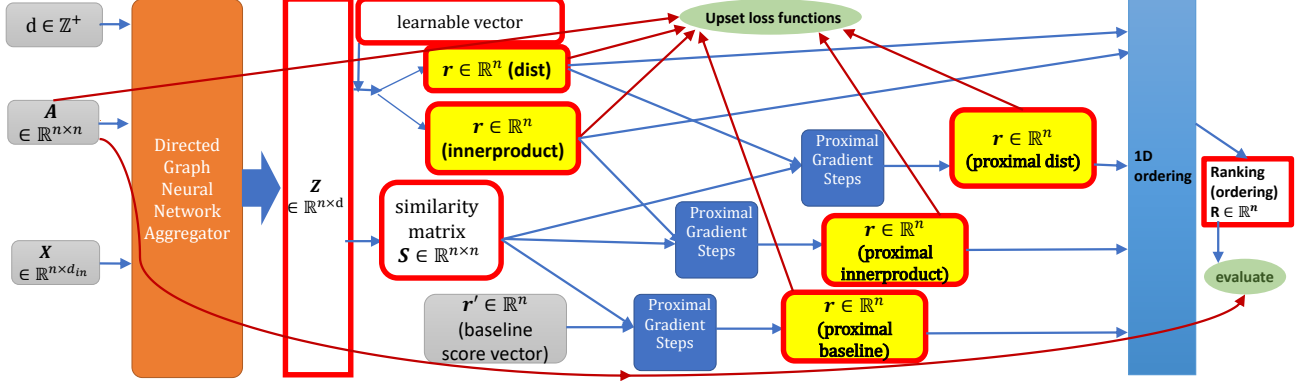 d ∈ ℤ⁺
A
∈ ℝⁿˣⁿ
X
∈ ℝ^{n×d_{in}}
Directed
Graph
Neural
Network
Aggregator
Z
∈ ℝ^{n×d}
learnable vector
r ∈ ℝⁿ (dist)
r ∈ ℝⁿ
(innerproduct)
similarity
matrix
S ∈ ℝⁿˣⁿ
r′ ∈ ℝⁿ
(baseline
score vector)
Upset loss functions
Proximal
Gradient
Steps
Proximal
Gradient
Steps
Proximal
Gradient
Steps
r ∈ ℝⁿ
(proximal dist)
r ∈ ℝⁿ
(proximal
innerproduct)
r ∈ ℝⁿ
(proximal
baseline)
1D
ordering
Ranking
(ordering)
R ∈ ℝⁿ
evaluate